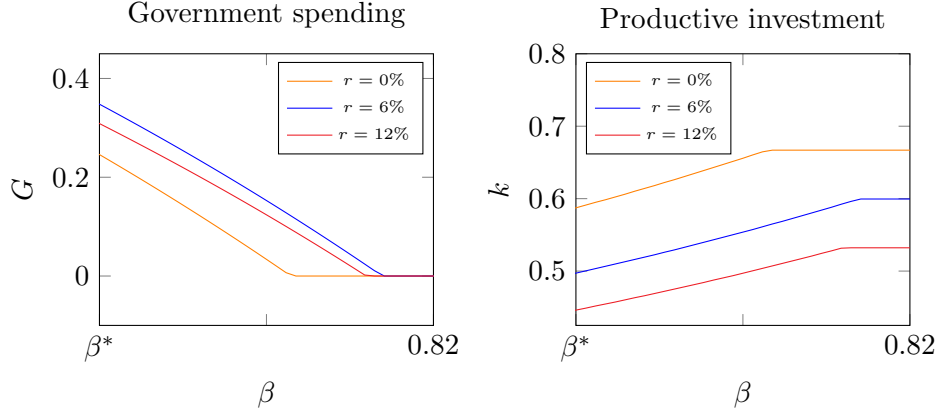 Government spending
0.4
0.2
0
G
r = 0%
r = 6%
r = 12%
β*
0.82
β
Productive investment
0.8
0.7
0.6
0.5
k
r = 0%
r = 6%
r = 12%
β*
0.82
β